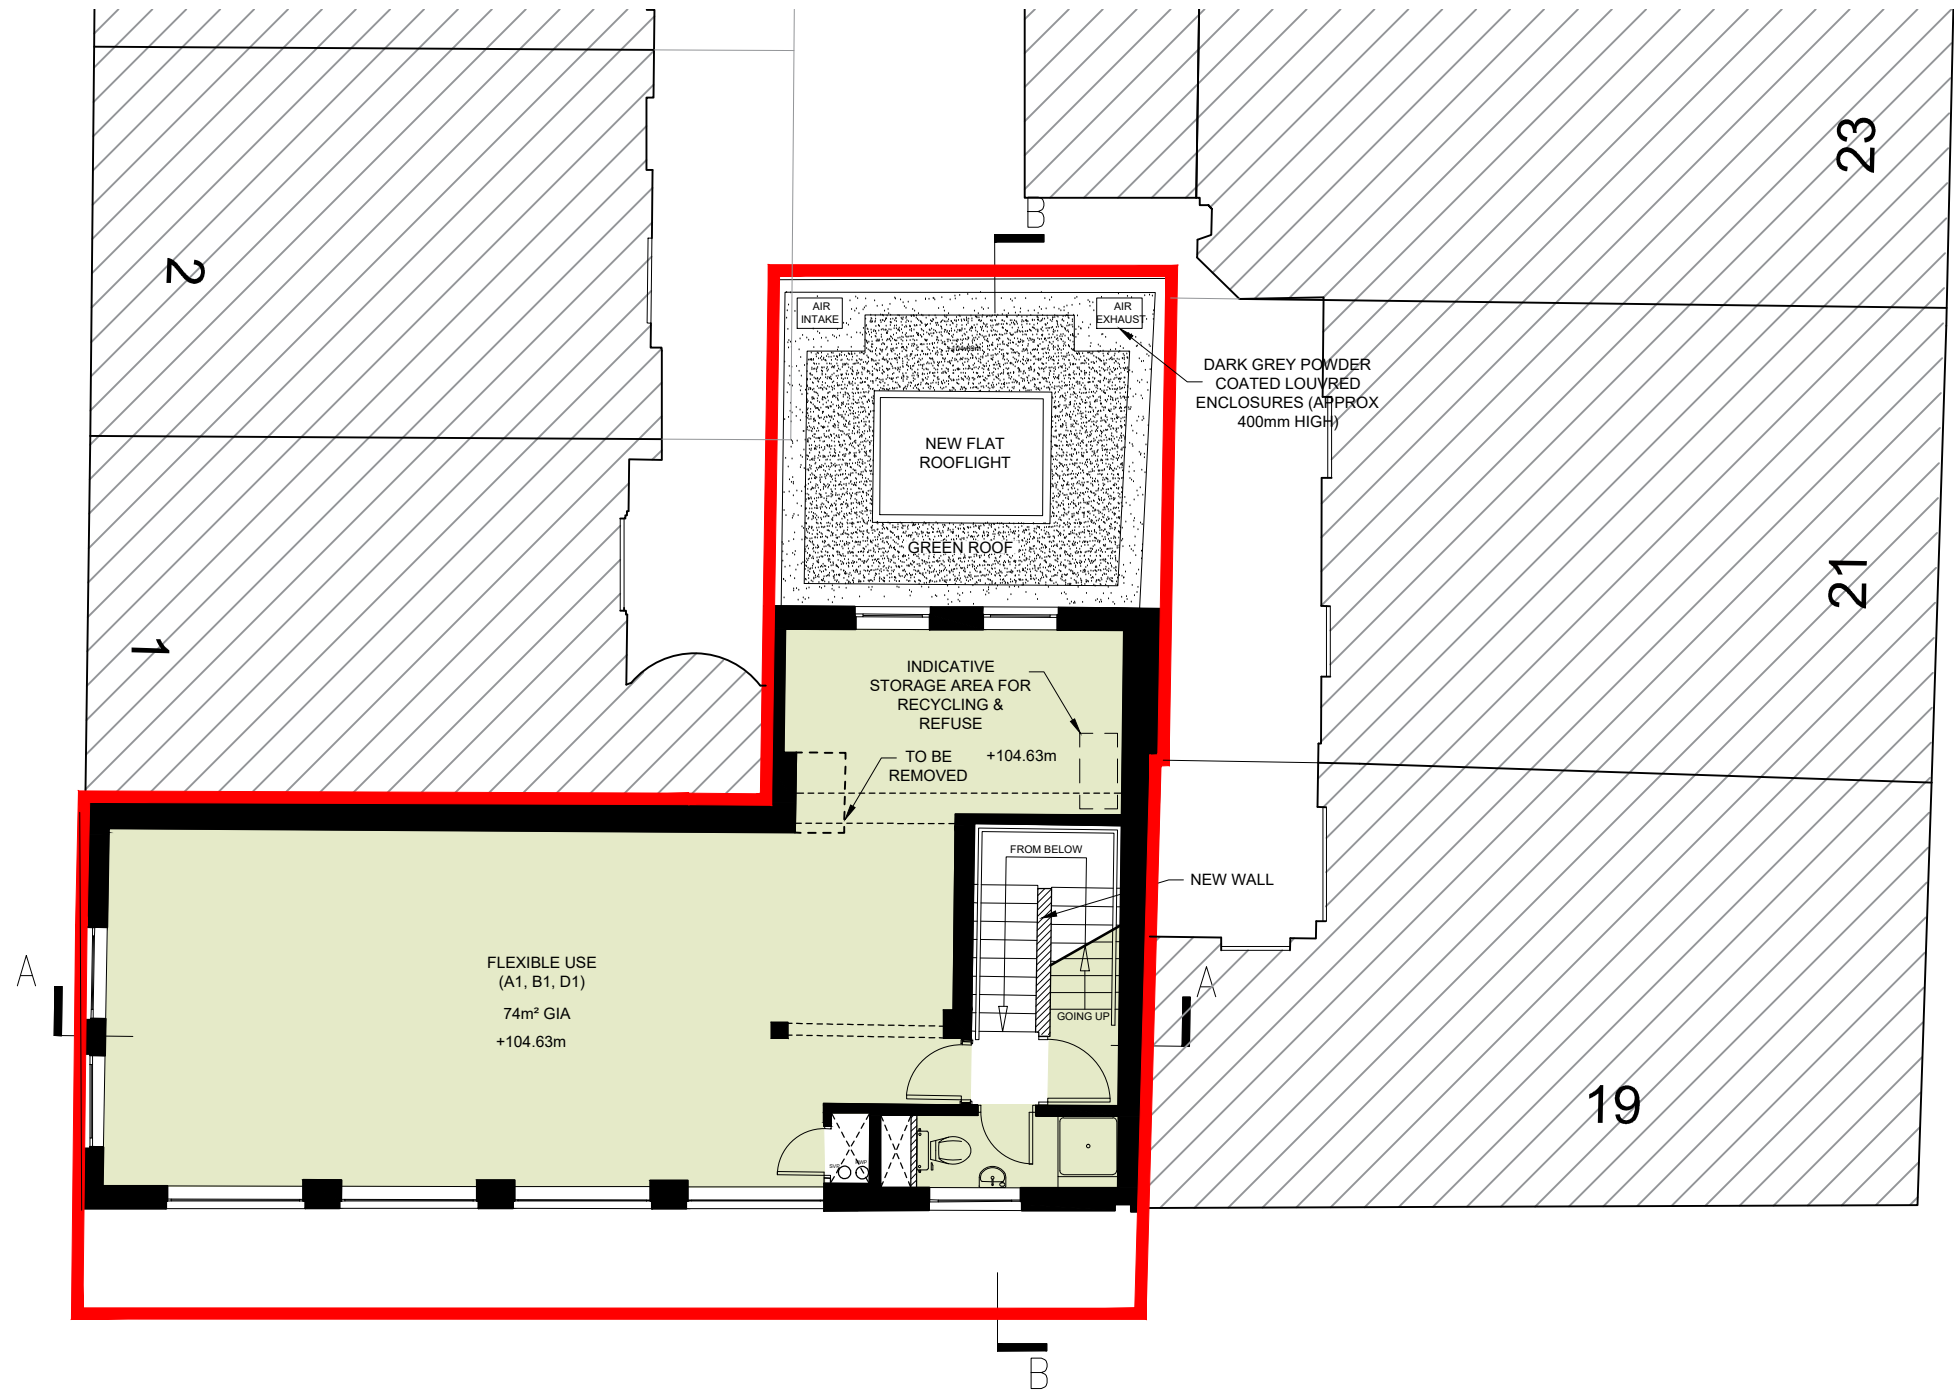 23
B
2
AIR
INTAKE
AIR
EXHAUST
DARK GREY POWDER
COATED LOUVRED
ENCLOSURES (APPROX
400mm HIGH)
NEW FLAT
ROOFLIGHT
GREEN ROOF
21
1
INDICATIVE
STORAGE AREA FOR
RECYCLING &
REFUSE
TO BE
REMOVED
+104.63m
FROM BELOW
NEW WALL
FLEXIBLE USE
(A1, B1, D1)
74m² GIA
+104.63m
A
A
GOING UP
19
SVP
B